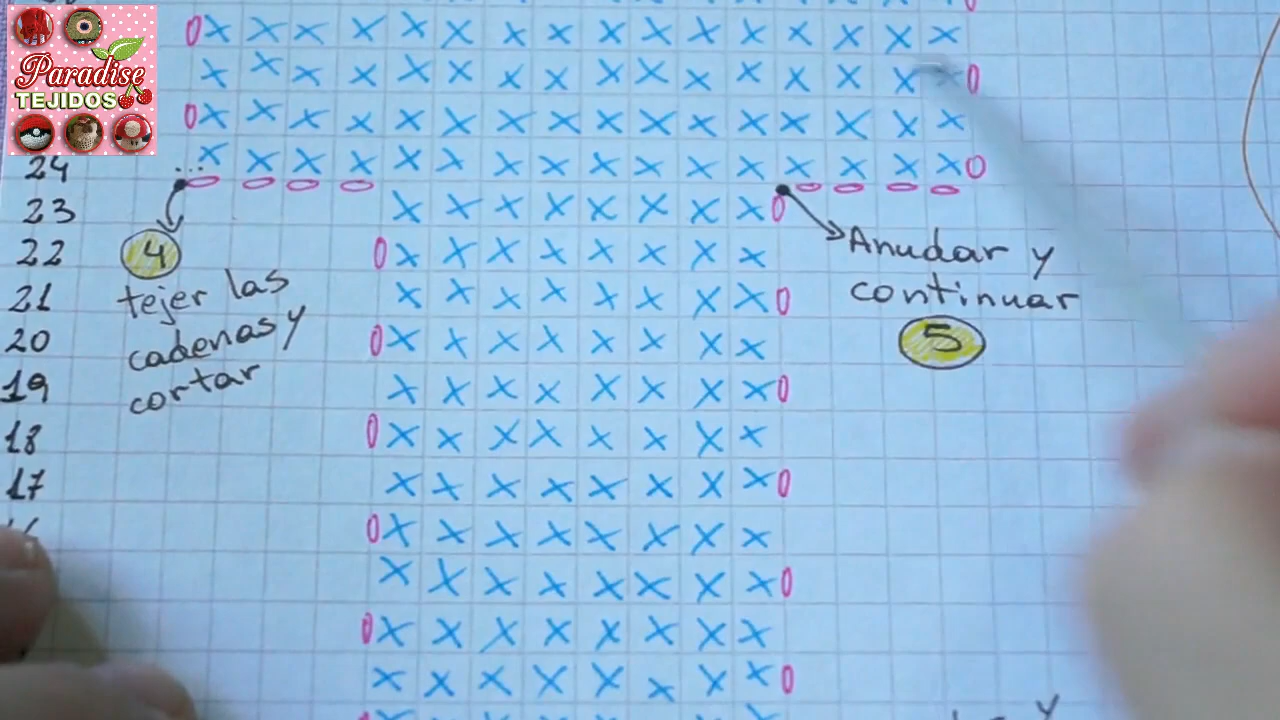 Paradise
TEJIDOS
24
23
22
21
20
19
18
17
4
tejer las
cadenas y
cortar
Anudar y
continuar
5
y